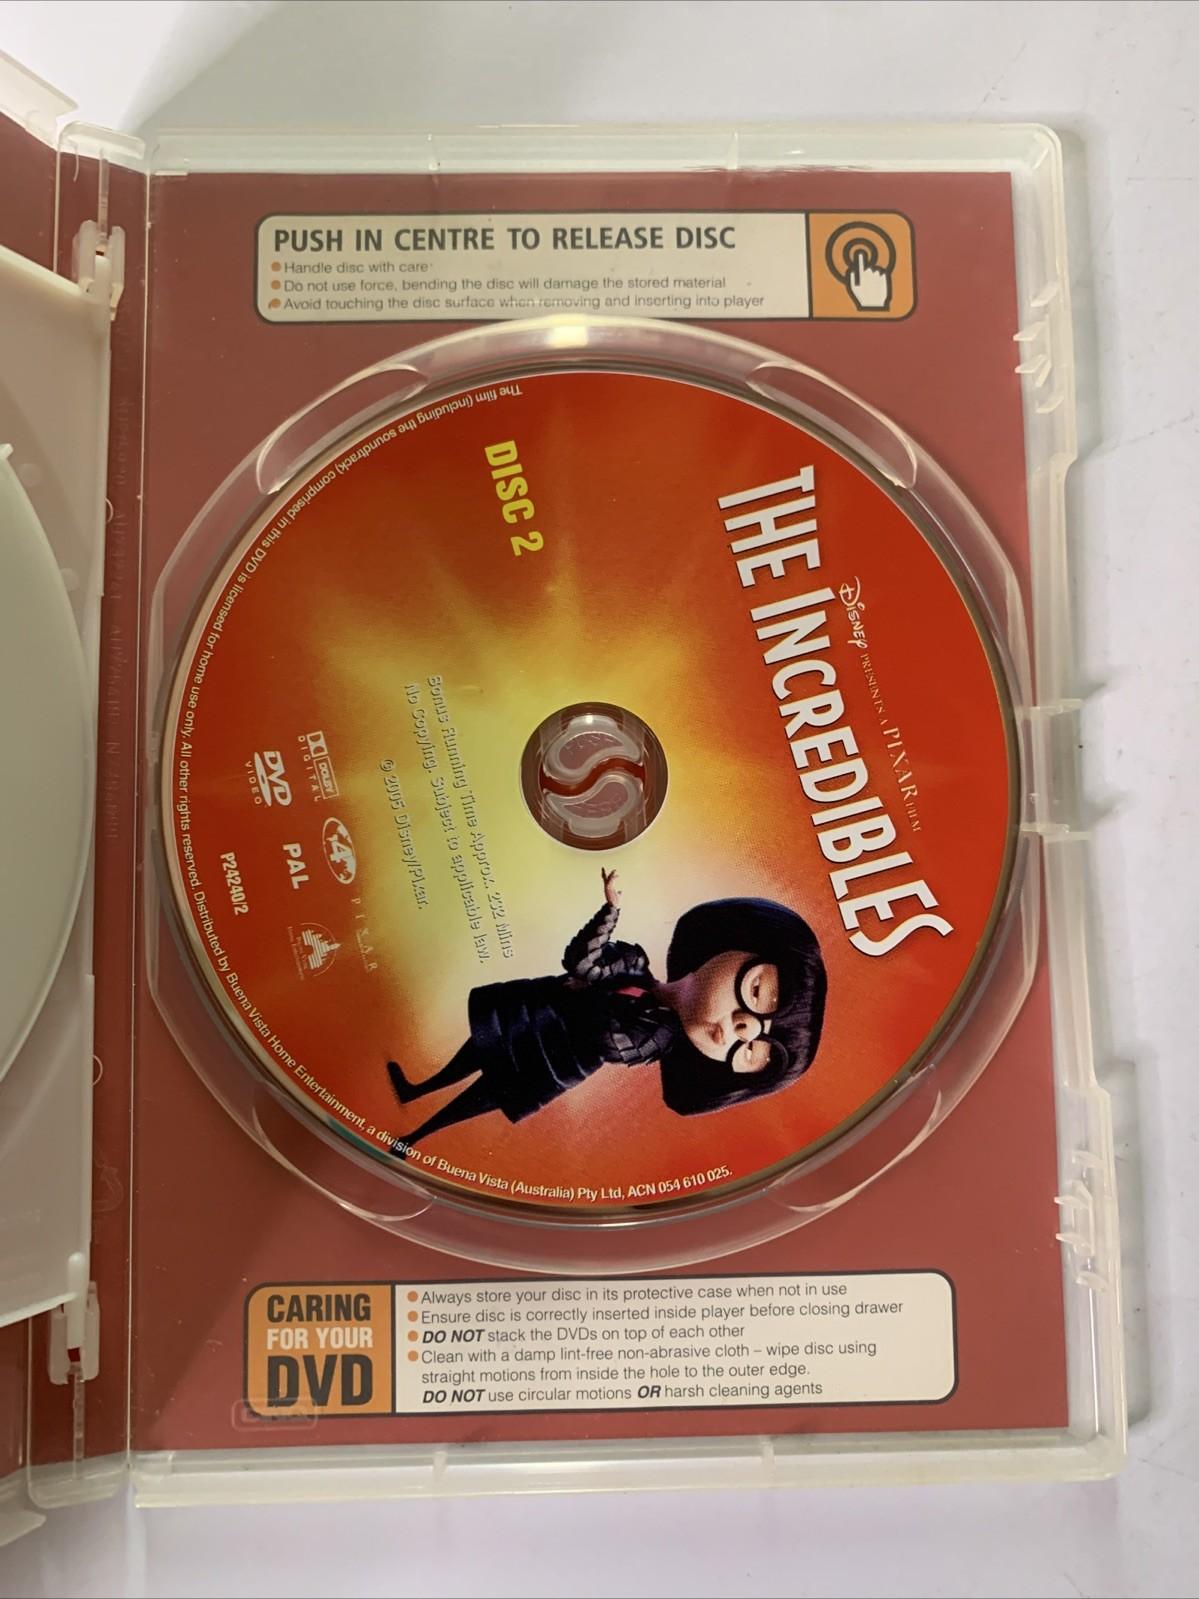 PUSH IN CENTRE TO RELEASE DISC
Handle disc with care
Do not use force, bending the disc will damage the stored material
Avoid touching the disc surface when removing and inserting into player
DISNEY PRESENTS A PIXAR FILM
THE INCREDIBLES
DISC 2
Bonus Running Time Approx. 202 Mins
No Copying. Subject to applicable law.
© 2005 Disney/Pixar.
DOLBY
DIGITAL
DVD
VIDEO
4
PAL
PIXAR
P24240/2
The film (including the soundtrack) comprised in this DVD is licensed for home use only. All other rights reserved. Distributed by Buena Vista Home Entertainment, a division of Buena Vista (Australia) Pty Ltd, ACN 054 610 025.
CARING
FOR YOUR
DVD
Always store your disc in its protective case when not in use
Ensure disc is correctly inserted inside player before closing drawer
DO NOT stack the DVDs on top of each other
Clean with a damp lint-free non-abrasive cloth – wipe disc using
straight motions from inside the hole to the outer edge.
DO NOT use circular motions OR harsh cleaning agents